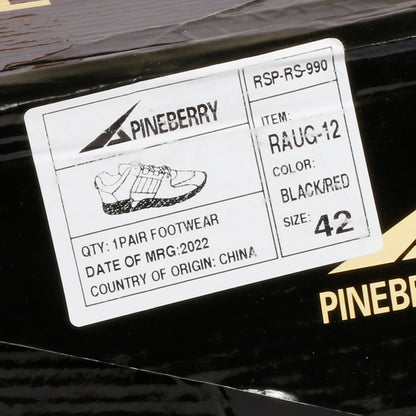 PINEBERRY
QTY: 1PAIR FOOTWEAR
DATE OF MRG:2022
COUNTRY OF ORIGIN: CHINA
RSP-RS-990
ITEM:
RAUG-12
COLOR:
BLACK/RED
SIZE: 42
PINEBER